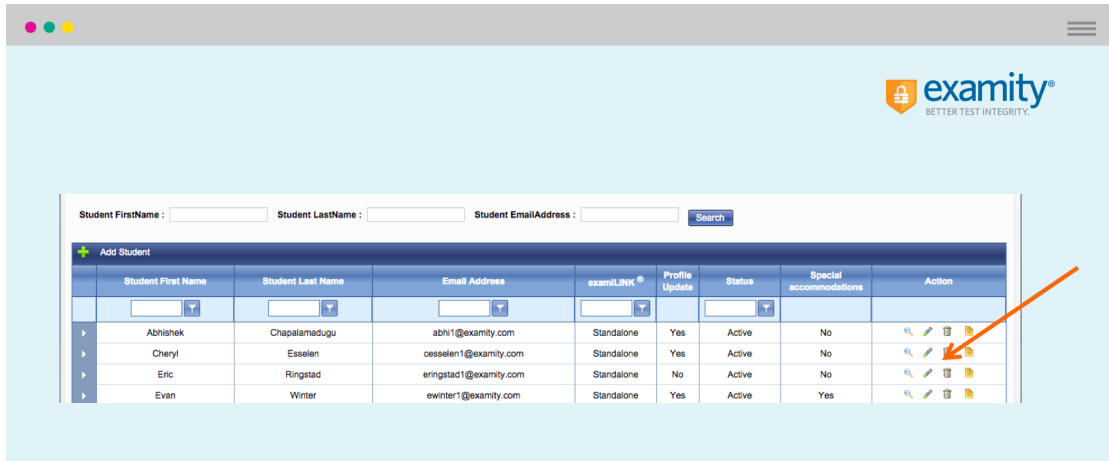 examity®
BETTER TEST INTEGRITY.
Student FirstName : Student LastName : Student EmailAddress : Search
Add Student
Student First Name Student Last Name Email Address examiLINK ® Profile Update Status Special accommodations Action
Abhishek Chapalamadugu abhi1@examity.com Standalone Yes Active No
Cheryl Esselen cesselen1@examity.com Standalone Yes Active No
Eric Ringstad eringstad1@examity.com Standalone No Active No
Evan Winter ewinter1@examity.com Standalone Yes Active Yes